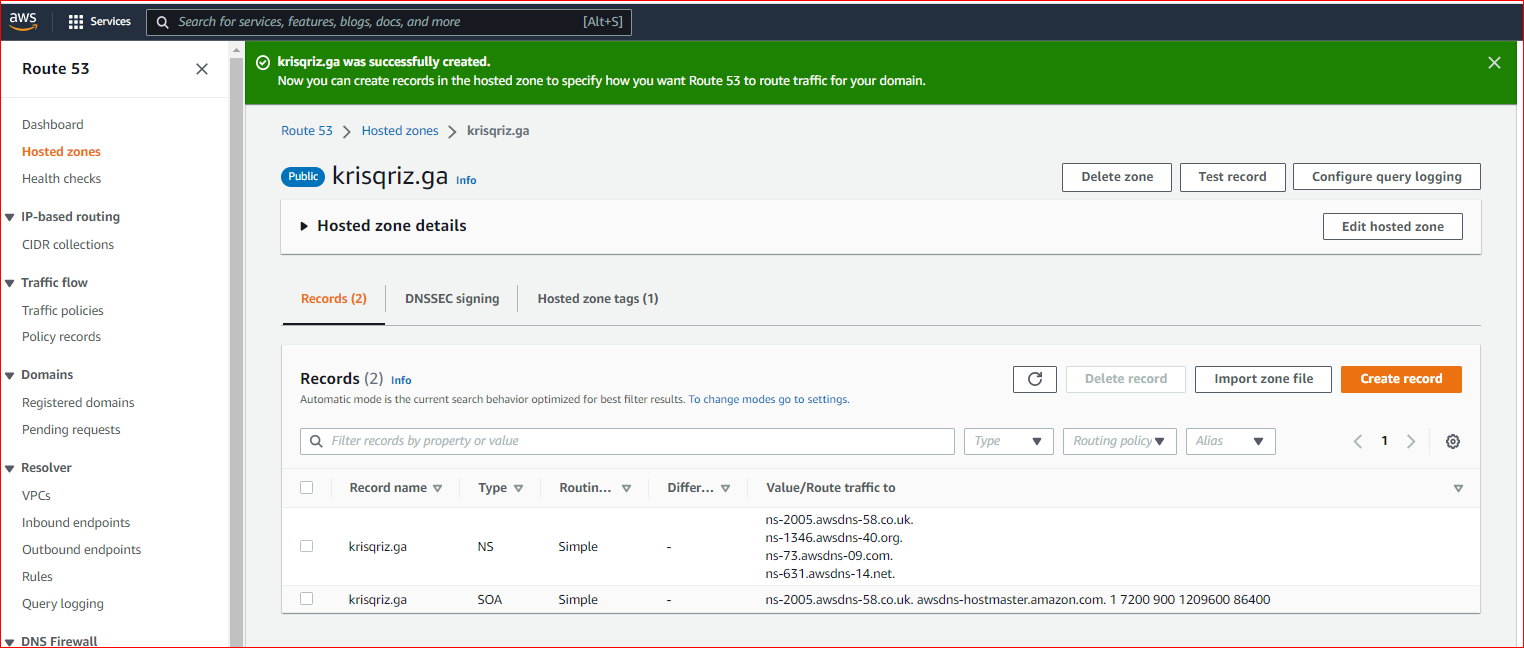 aws
Services
Search for services, features, blogs, docs, and more
[Alt+S]
Route 53
Dashboard
Hosted zones
Health checks
IP-based routing
CIDR collections
Traffic flow
Traffic policies
Policy records
Domains
Registered domains
Pending requests
Resolver
VPCs
Inbound endpoints
Outbound endpoints
Rules
Query logging
DNS Firewall
krisqriz.ga was successfully created.
Now you can create records in the hosted zone to specify how you want Route 53 to route traffic for your domain.
Route 53 Hosted zones krisqriz.ga
Public krisqriz.ga Info
Delete zone Test record Configure query logging
Hosted zone details
Edit hosted zone
Records (2) DNSSEC signing Hosted zone tags (1)
Records (2) Info
Automatic mode is the current search behavior optimized for best filter results. To change modes go to settings.
Delete record Import zone file Create record
Filter records by property or value
Type Routing policy Alias
1
Record name Type Routin... Differ... Value/Route traffic to
krisqriz.ga NS Simple -
ns-2005.awsdns-58.co.uk.
ns-1346.awsdns-40.org.
ns-73.awsdns-09.com.
ns-631.awsdns-14.net.
krisqriz.ga SOA Simple - ns-2005.awsdns-58.co.uk. awsdns-hostmaster.amazon.com. 1 7200 900 1209600 86400